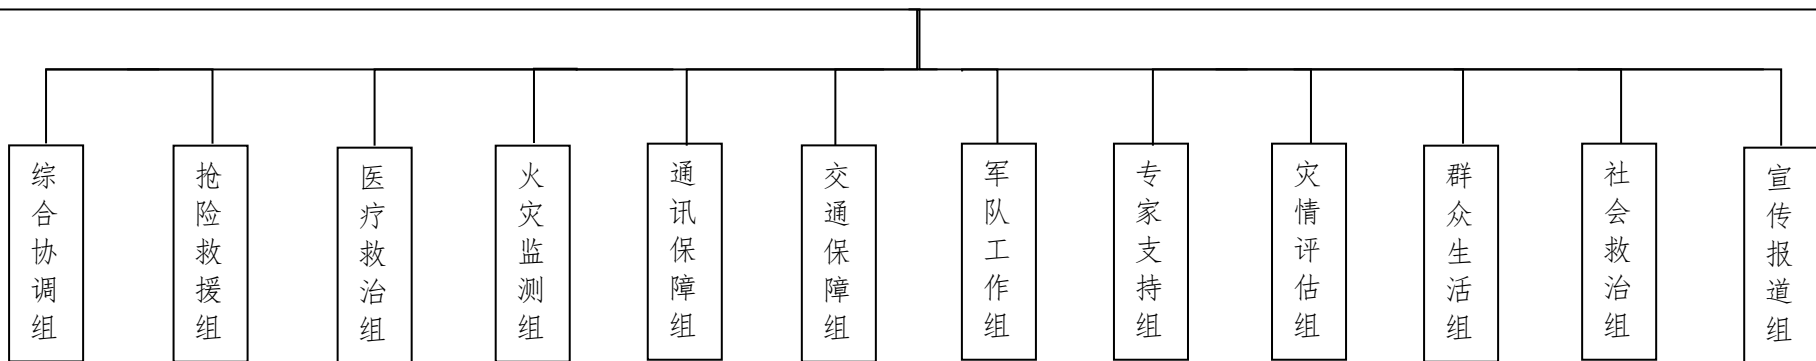 综合协调组
抢险救援组
医疗救治组
火灾监测组
通讯保障组
交通保障组
军队工作组
专家支持组
灾情评估组
群众生活组
社会救治组
宣传报道组